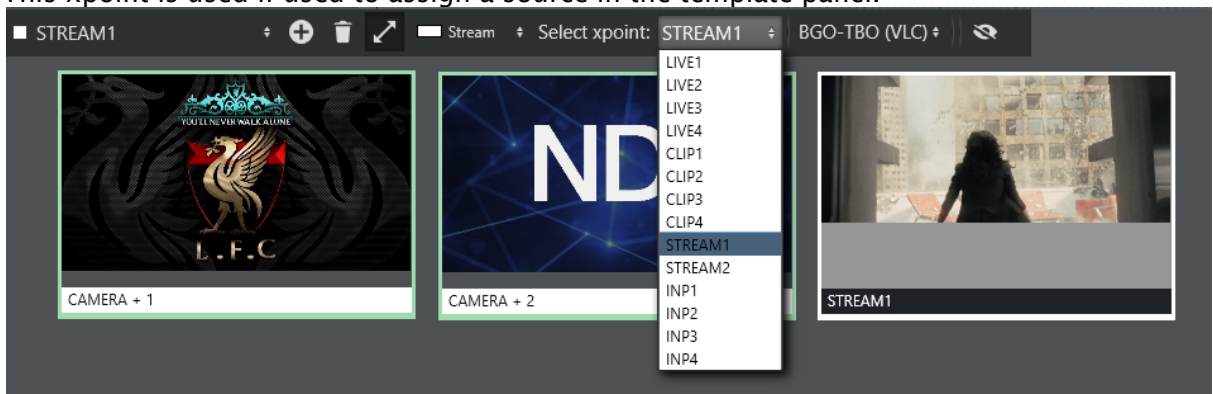 This xpoint is used if used to assign a source in the template panel.
STREAM1 Stream Select xpoint: STREAM1 BGO-TBO (VLC)
LIVE1
LIVE2
LIVE3
LIVE4
CLIP1
CLIP2
CLIP3
CLIP4
STREAM1
STREAM2
INP1
INP2
INP3
INP4
YOU'LL NEVER WALK ALONE
L.F.C
ND
CAMERA + 1
CAMERA + 2
STREAM1